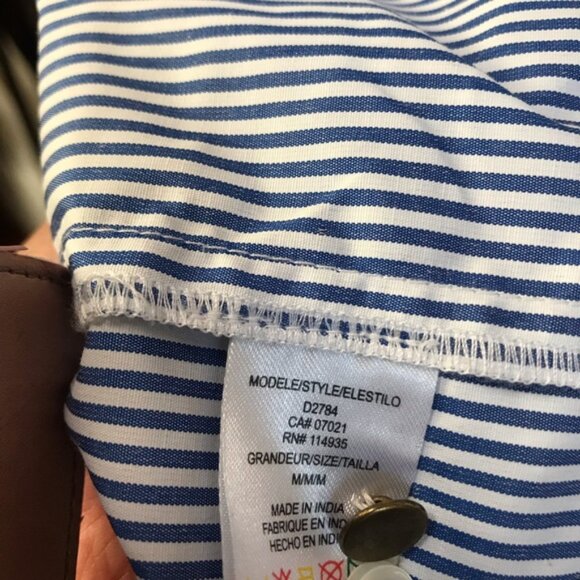 MODELE/STYLE/ELESTILO
D2784
CA# 07021
RN# 114935
GRANDEUR/SIZE/TAILLA
M/M/M
MADE IN INDIA
FABRIQUE EN
HECHO EN